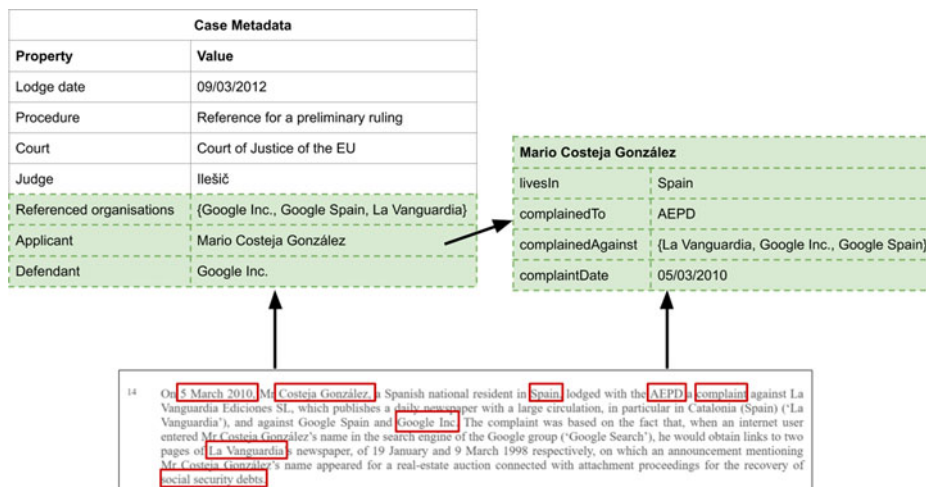 Case Metadata
Property Value
Lodge date 09/03/2012
Procedure Reference for a preliminary ruling
Court Court of Justice of the EU
Judge Ilešič
Referenced organisations {Google Inc., Google Spain, La Vanguardia}
Applicant Mario Costeja González
Defendant Google Inc.
Mario Costeja González
livesIn Spain
complainedTo AEPD
complainedAgainst {La Vanguardia, Google Inc., Google Spain}
complaintDate 05/03/2010
14 On 5 March 2010, Mr Costeja González, a Spanish national resident in Spain, lodged with the AEPD a complaint against La
Vanguardia Ediciones SL, which publishes a daily newspaper with a large circulation, in particular in Catalonia (Spain) (‘La
Vanguardia’), and against Google Spain and Google Inc. The complaint was based on the fact that, when an internet user
entered Mr Costeja González’s name in the search engine of the Google group (‘Google Search’), he would obtain links to two
pages of La Vanguardia’s newspaper, of 19 January and 9 March 1998 respectively, on which an announcement mentioning
Mr Costeja González’s name appeared for a real-estate auction connected with attachment proceedings for the recovery of
social security debts.